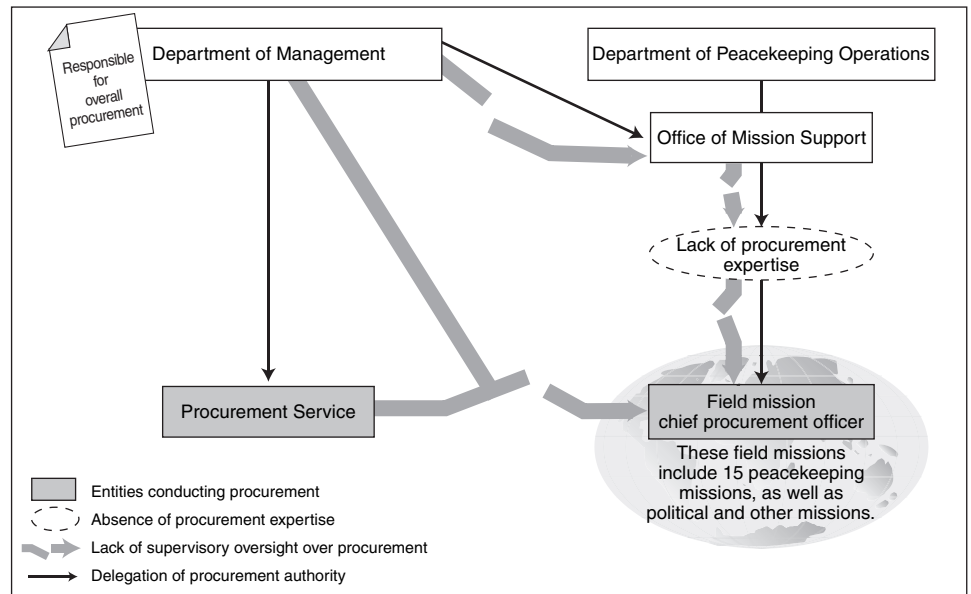 Responsible
for
overall
procurement
Department of Management
Department of Peacekeeping Operations
Office of Mission Support
Lack of procurement
expertise
Procurement Service
Field mission
chief procurement officer
These field missions
include 15 peacekeeping
missions, as well as
political and other missions.
Entities conducting procurement
Absence of procurement expertise
Lack of supervisory oversight over procurement
Delegation of procurement authority